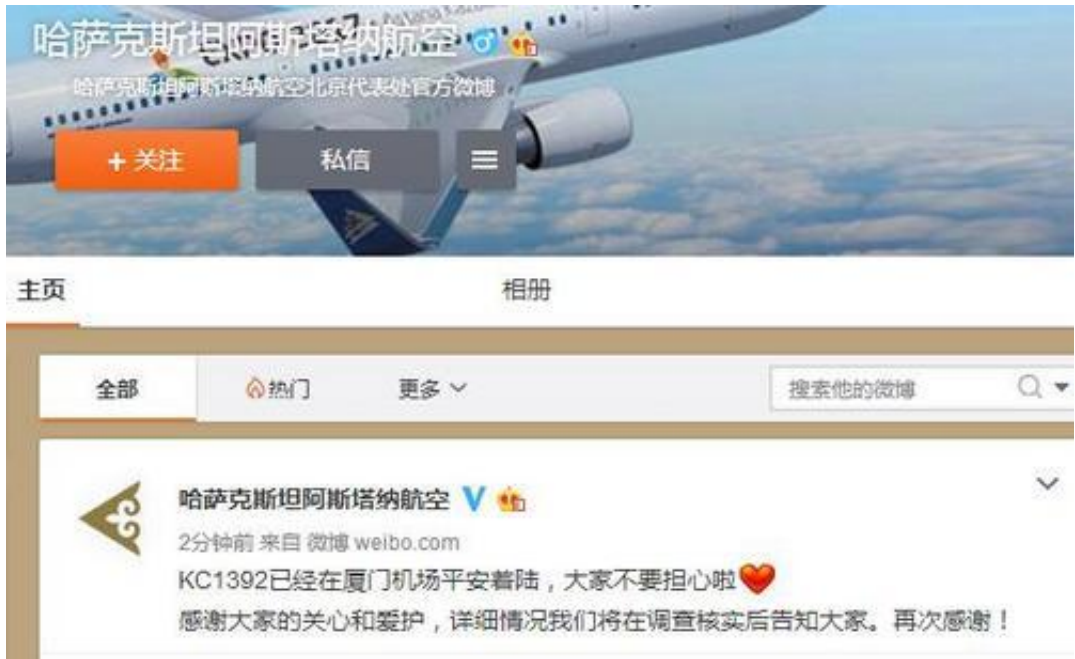 哈萨克斯坦阿斯塔纳航空
哈萨克斯坦阿斯塔纳航空北京代表处官方微博
+ 关注
私信
主页
相册
全部
热门
更多
搜索他的微博
哈萨克斯坦阿斯塔纳航空 V
2分钟前 来自 微博 weibo.com
KC1392已经在厦门机场平安着陆，大家不要担心啦
感谢大家的关心和爱护，详细情况我们将在调查核实后告知大家。再次感谢！